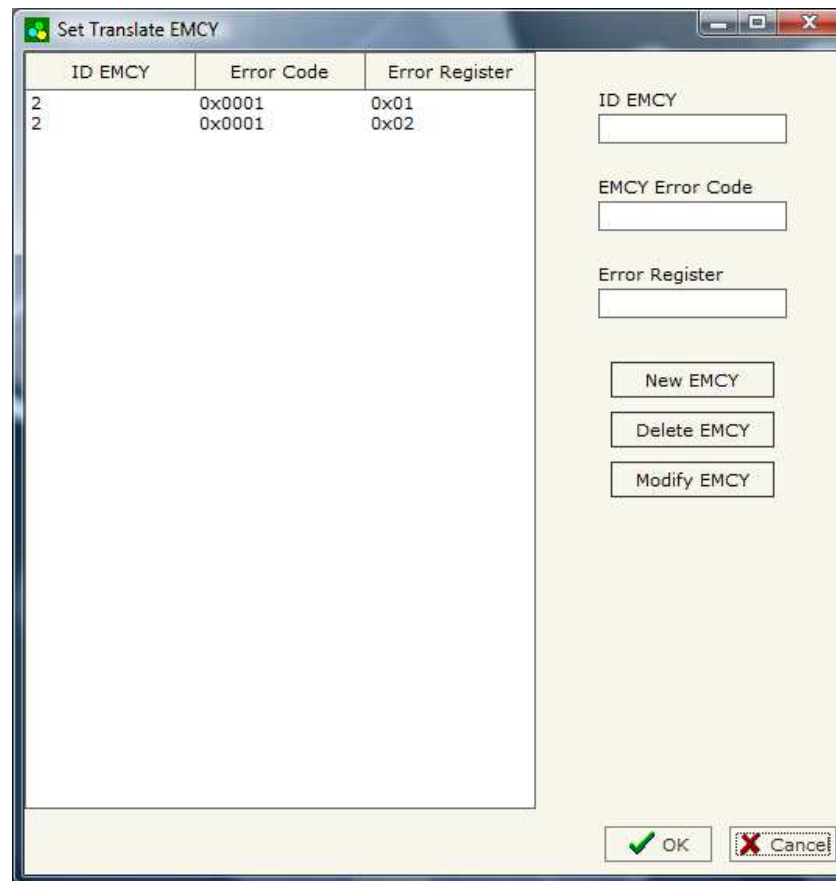 Set Translate EMCY
ID EMCY Error Code Error Register
2 0x0001 0x01
2 0x0001 0x02
ID EMCY
EMCY Error Code
Error Register
New EMCY
Delete EMCY
Modify EMCY
OK Cancel